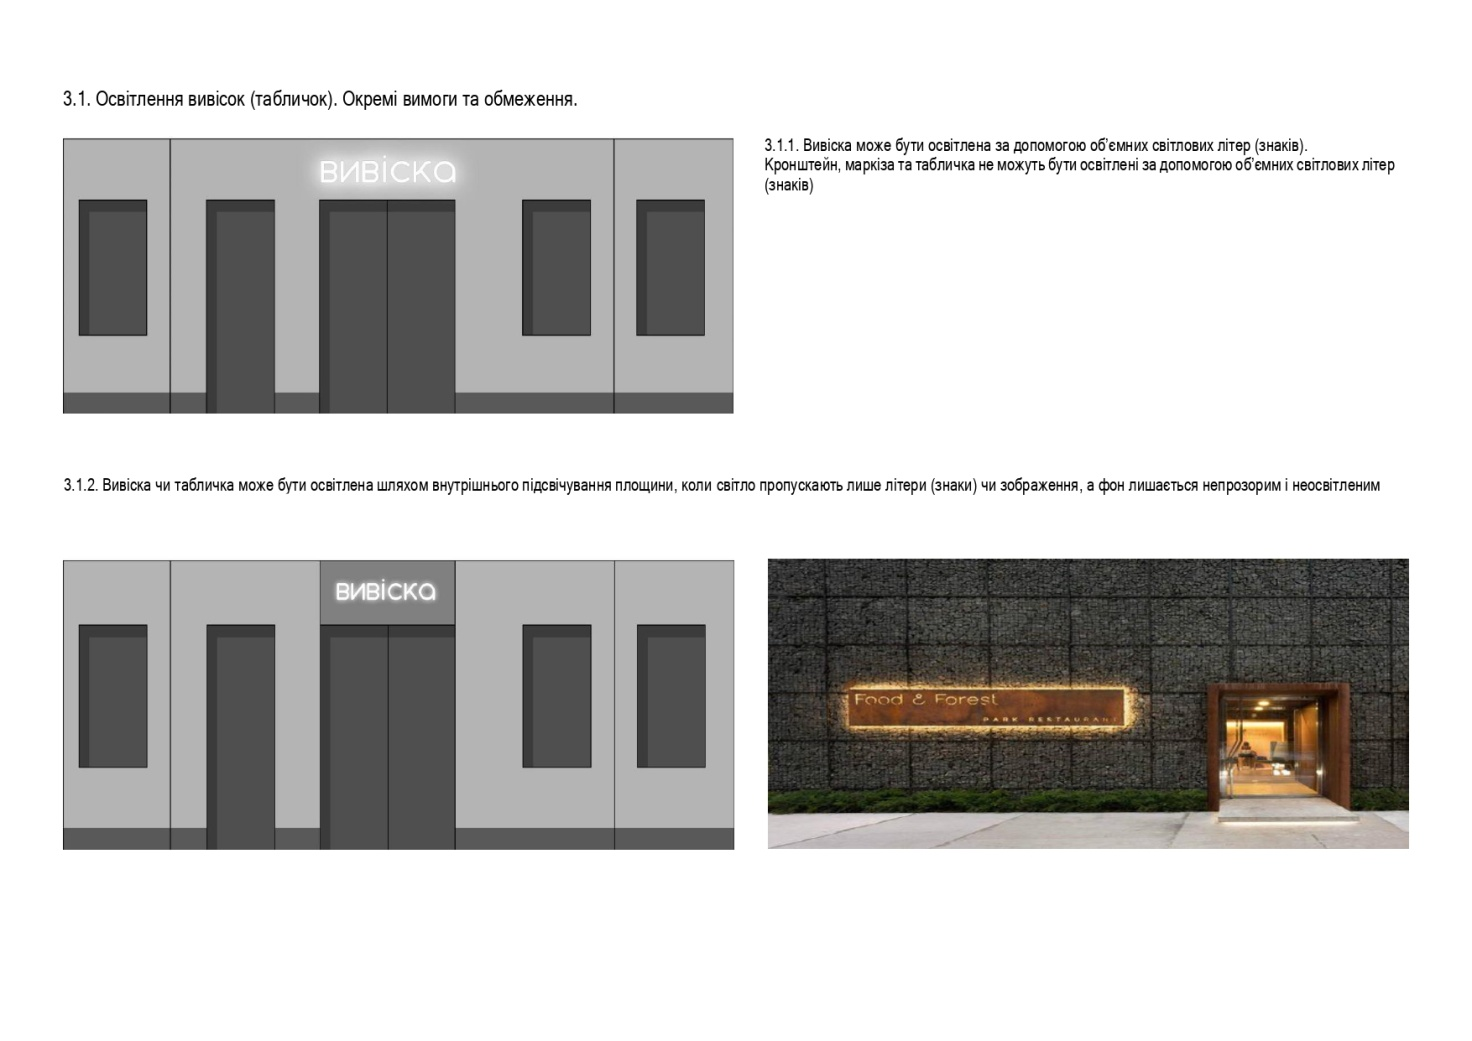 3.1. Освітлення вивісок (табличок). Окремі вимоги та обмеження.
вивіска
3.1.1. Вивіска може бути освітлена за допомогою об’ємних світлових літер (знаків).
Кронштейн, маркіза та табличка не можуть бути освітлені за допомогою об’ємних світлових літер
(знаків)
3.1.2. Вивіска чи табличка може бути освітлена шляхом внутрішнього підсвічування площини, коли світло пропускають лише літери (знаки) чи зображення, а фон лишається непрозорим і неосвітленим
вивіска
Food & Forest
PARK RESTAURANT